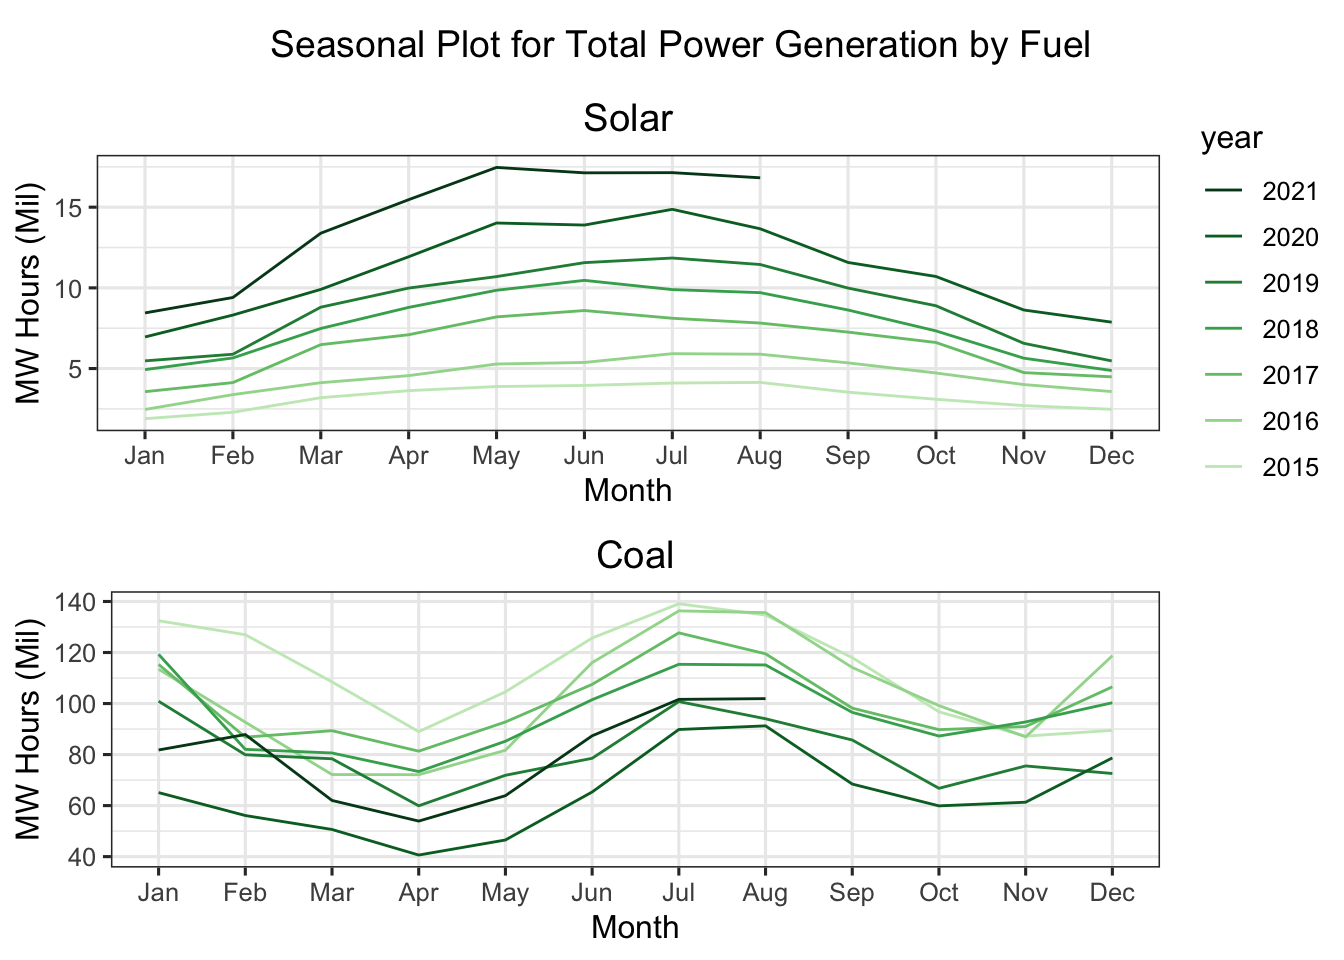 Seasonal Plot for Total Power Generation by Fuel
Solar
MW Hours (Mil)
15
10
5
Jan Feb Mar Apr May Jun Jul Aug Sep Oct Nov Dec
Month
year
2021
2020
2019
2018
2017
2016
2015
Coal
MW Hours (Mil)
140
120
100
80
60
40
Jan Feb Mar Apr May Jun Jul Aug Sep Oct Nov Dec
Month